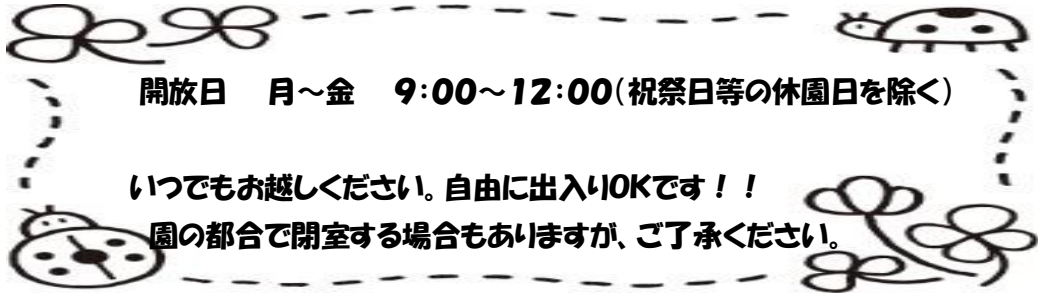 開放日　月～金　9:00～12:00(祝祭日等の休園日を除く)
いつでもお越しください。自由に出入りOKです！！
園の都合で閉室する場合もありますが、ご了承ください。